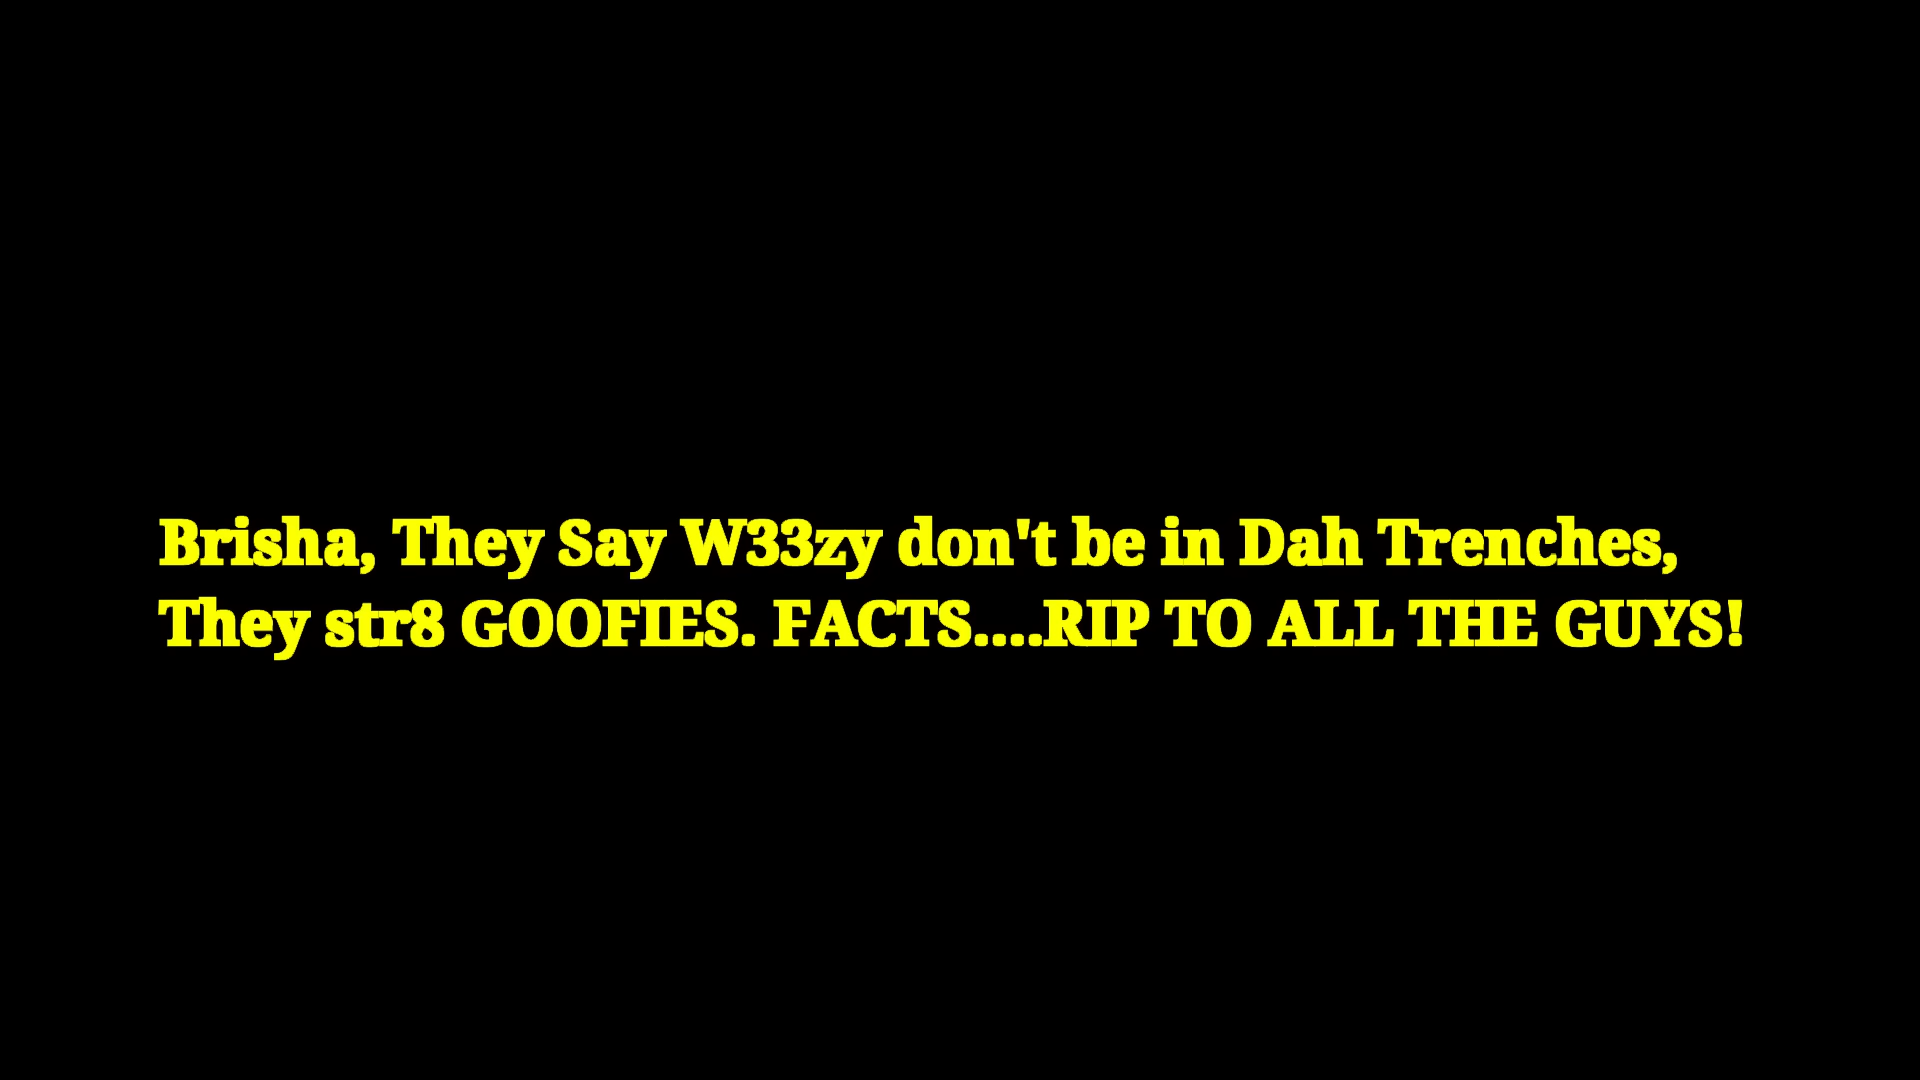 Brisha, They Say W33zy don't be in Dah Trenches,
They str8 GOOFIES. FACTS....RIP TO ALL THE GUYS!